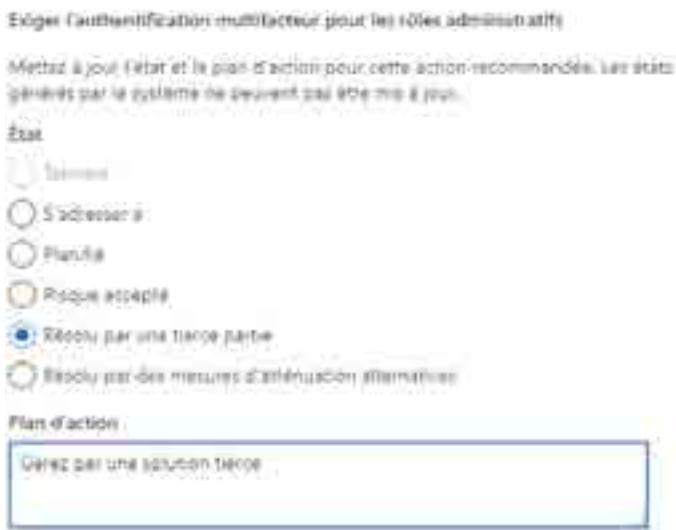 Exiger l'authentification multifacteur pour les rôles administratifs
Mettez à jour l'état et le plan d'action pour cette action recommandée. Les états
générés par le système ne peuvent pas être mis à jour.
État
Terminé
S'adresser à
Planifié
Risque accepté
Résolu par une tierce partie
Résolu par des mesures d'atténuation alternatives
Plan d'action
Gerez par une solution tierce